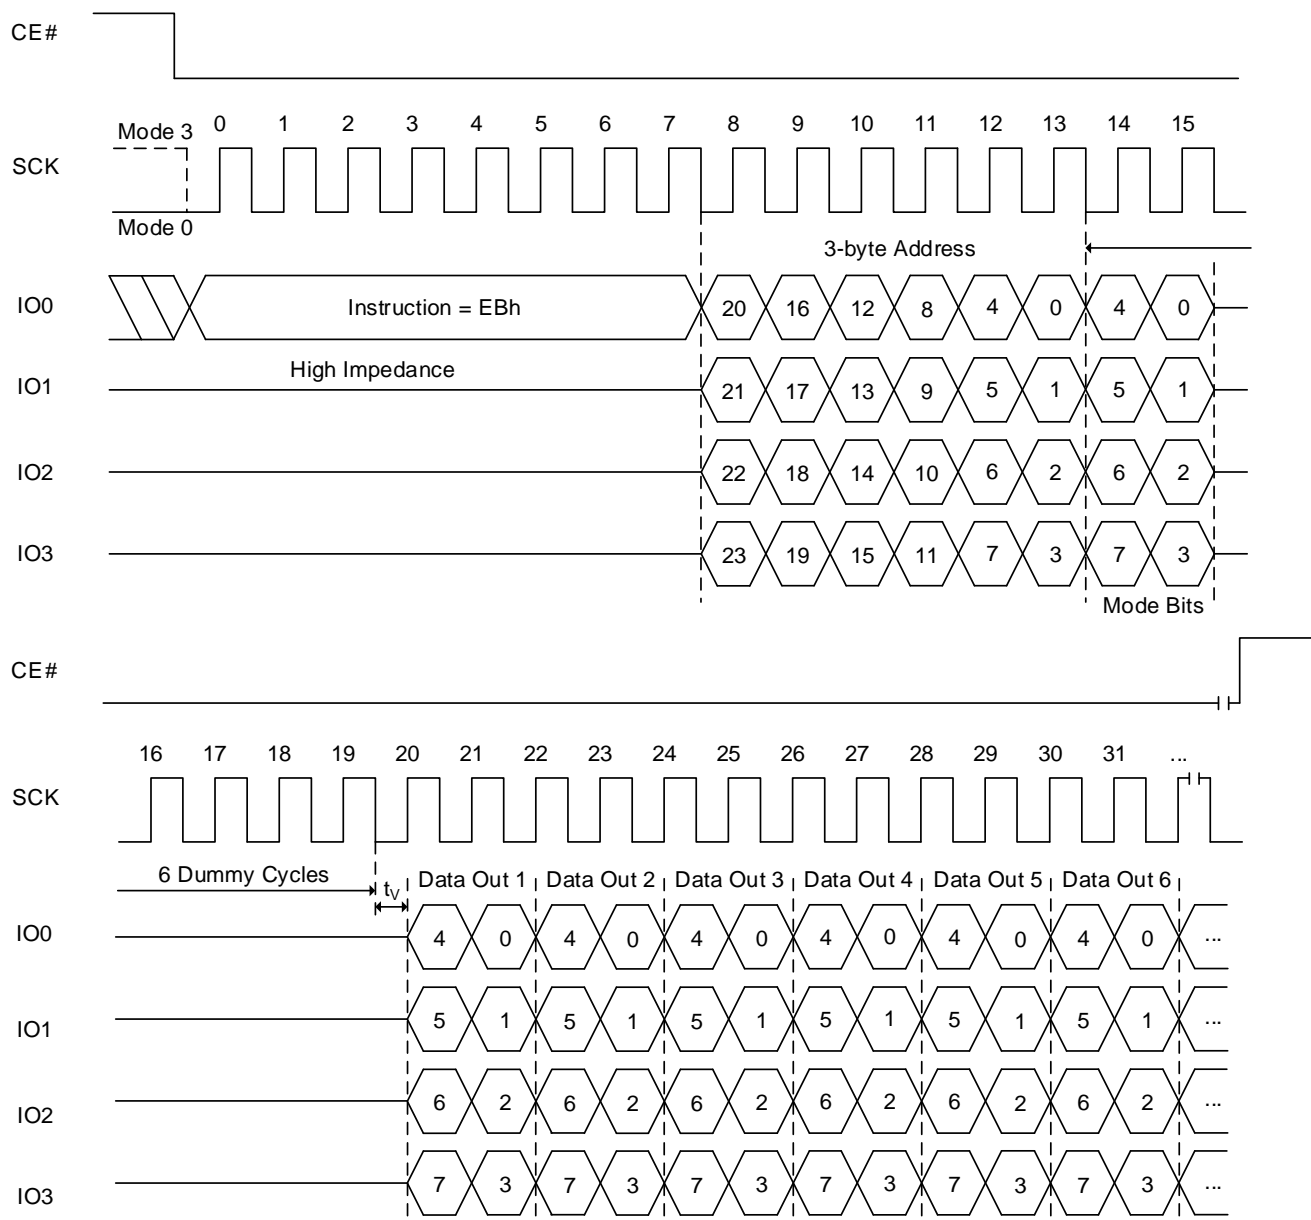 CE#
Mode 3 0 1 2 3 4 5 6 7 8 9 10 11 12 13 14 15
SCK
Mode 0
3-byte Address
IO0 Instruction = EBh 20 16 12 8 4 0 4 0
High Impedance
IO1 21 17 13 9 5 1 5 1
IO2 22 18 14 10 6 2 6 2
IO3 23 19 15 11 7 3 7 3
Mode Bits
CE#
16 17 18 19 20 21 22 23 24 25 26 27 28 29 30 31 ...
SCK
6 Dummy Cycles tV Data Out 1 Data Out 2 Data Out 3 Data Out 4 Data Out 5 Data Out 6
IO0 4 0 4 0 4 0 4 0 4 0 4 0 ...
IO1 5 1 5 1 5 1 5 1 5 1 5 1 ...
IO2 6 2 6 2 6 2 6 2 6 2 6 2 ...
IO3 7 3 7 3 7 3 7 3 7 3 7 3 ...